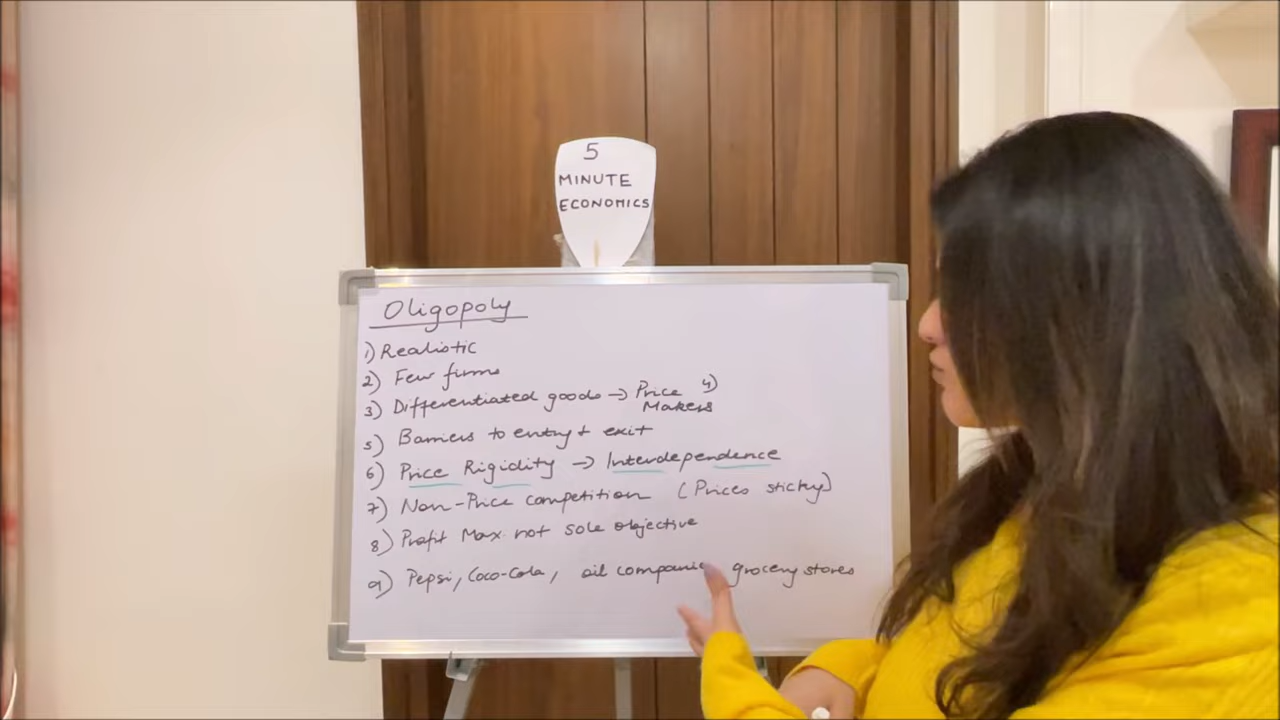 5
MINUTE
ECONOMICS
Oligopoly
1) Realistic
2) Few firms
3) Differentiated goods → Price 4)
Makers
5) Barriers to entry + exit
6) Price Rigidity → Interdependence
7) Non-Price competition (Prices sticky)
8) Profit Max. not sole objective
9) Pepsi, Coco-Cola, oil companies grocery stores